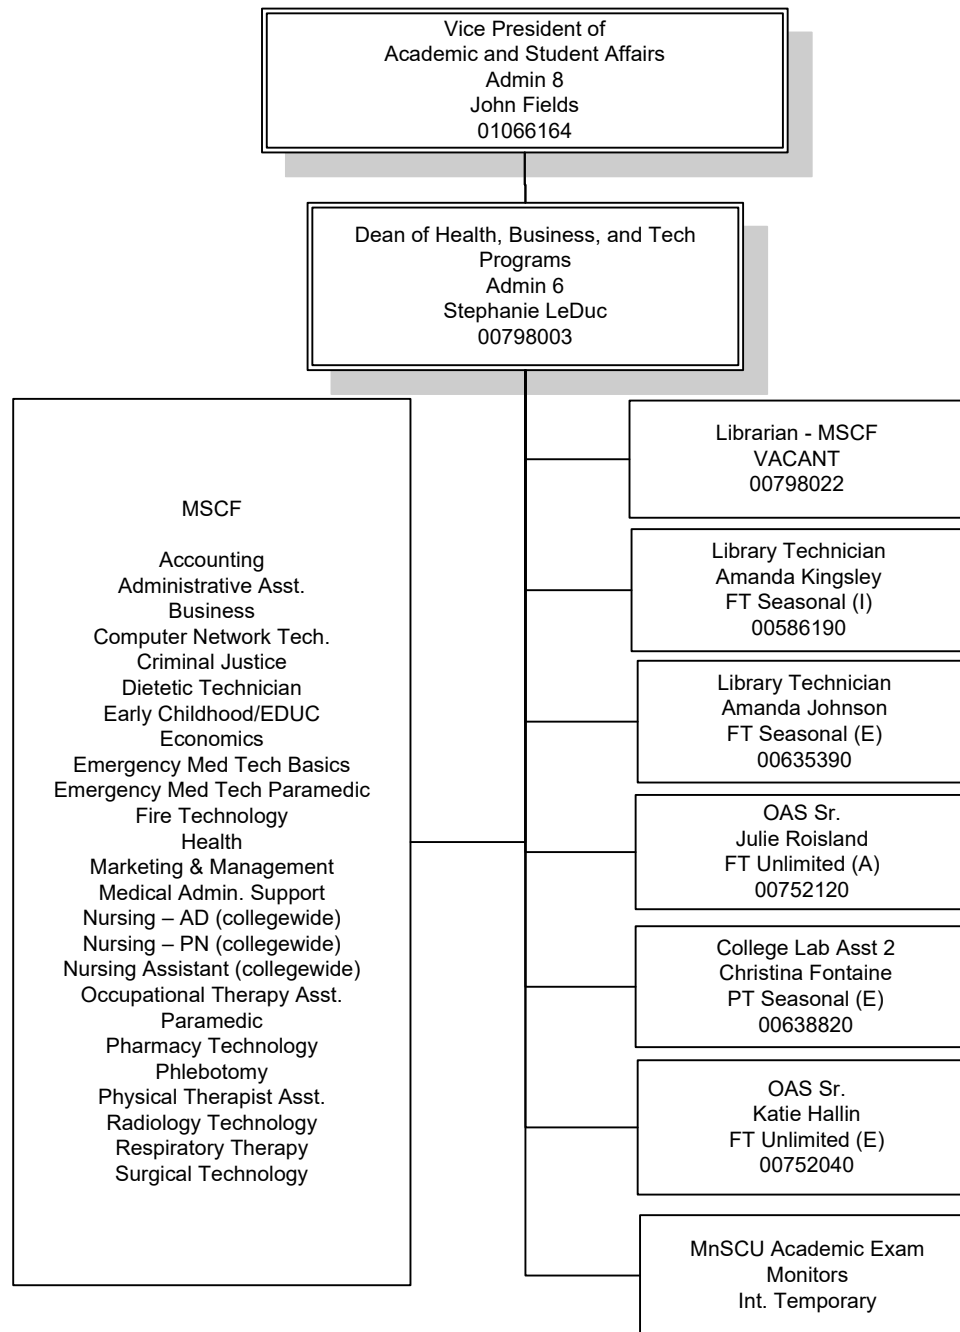 Vice President of
Academic and Student Affairs
Admin 8
John Fields
01066164
Dean of Health, Business, and Tech
Programs
Admin 6
Stephanie LeDuc
00798003
MSCF
Accounting
Administrative Asst.
Business
Computer Network Tech.
Criminal Justice
Dietetic Technician
Early Childhood/EDUC
Economics
Emergency Med Tech Basics
Emergency Med Tech Paramedic
Fire Technology
Health
Marketing & Management
Medical Admin. Support
Nursing – AD (collegewide)
Nursing – PN (collegewide)
Nursing Assistant (collegewide)
Occupational Therapy Asst.
Paramedic
Pharmacy Technology
Phlebotomy
Physical Therapist Asst.
Radiology Technology
Respiratory Therapy
Surgical Technology
Librarian - MSCF
VACANT
00798022
Library Technician
Amanda Kingsley
FT Seasonal (I)
00586190
Library Technician
Amanda Johnson
FT Seasonal (E)
00635390
OAS Sr.
Julie Roisland
FT Unlimited (A)
00752120
College Lab Asst 2
Christina Fontaine
PT Seasonal (E)
00638820
OAS Sr.
Katie Hallin
FT Unlimited (E)
00752040
MnSCU Academic Exam
Monitors
Int. Temporary